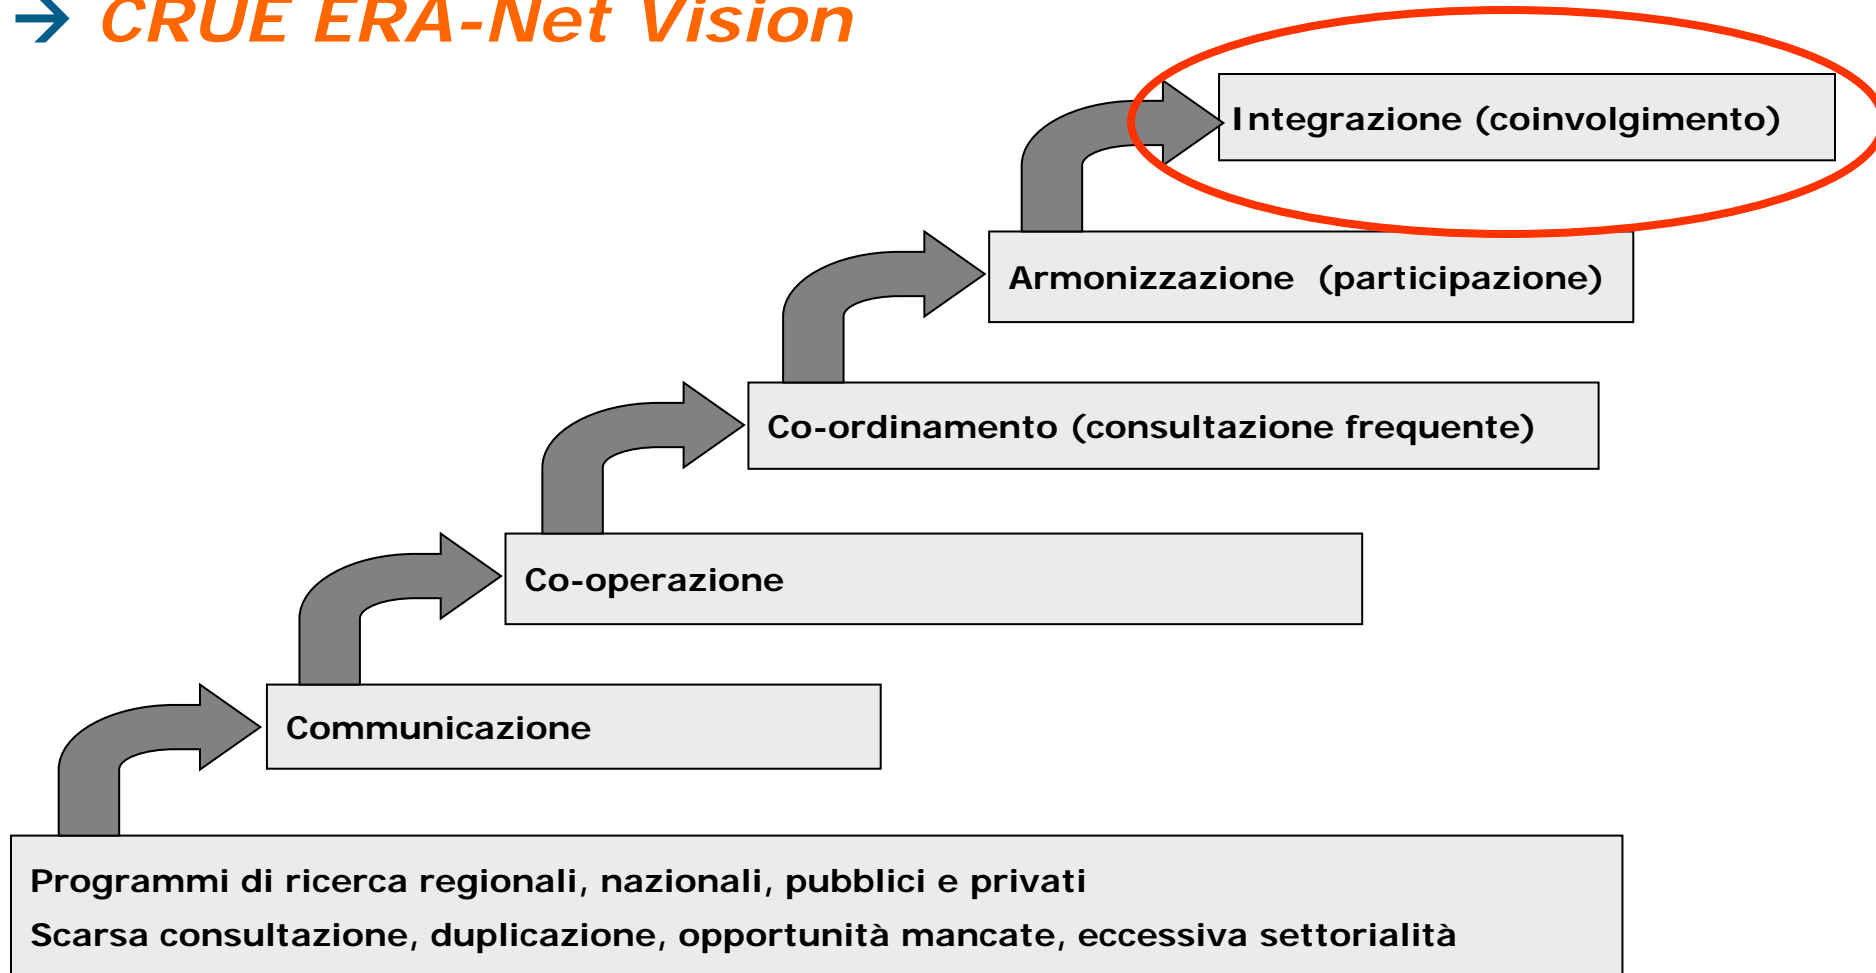 → CRUE ERA-Net Vision
Integrazione (coinvolgimento)
Armonizzazione (participazione)
Co-ordinamento (consultazione frequente)
Co-operazione
Communicazione
Programmi di ricerca regionali, nazionali, pubblici e privati
Scarsa consultazione, duplicazione, opportunità mancate, eccessiva settorialità